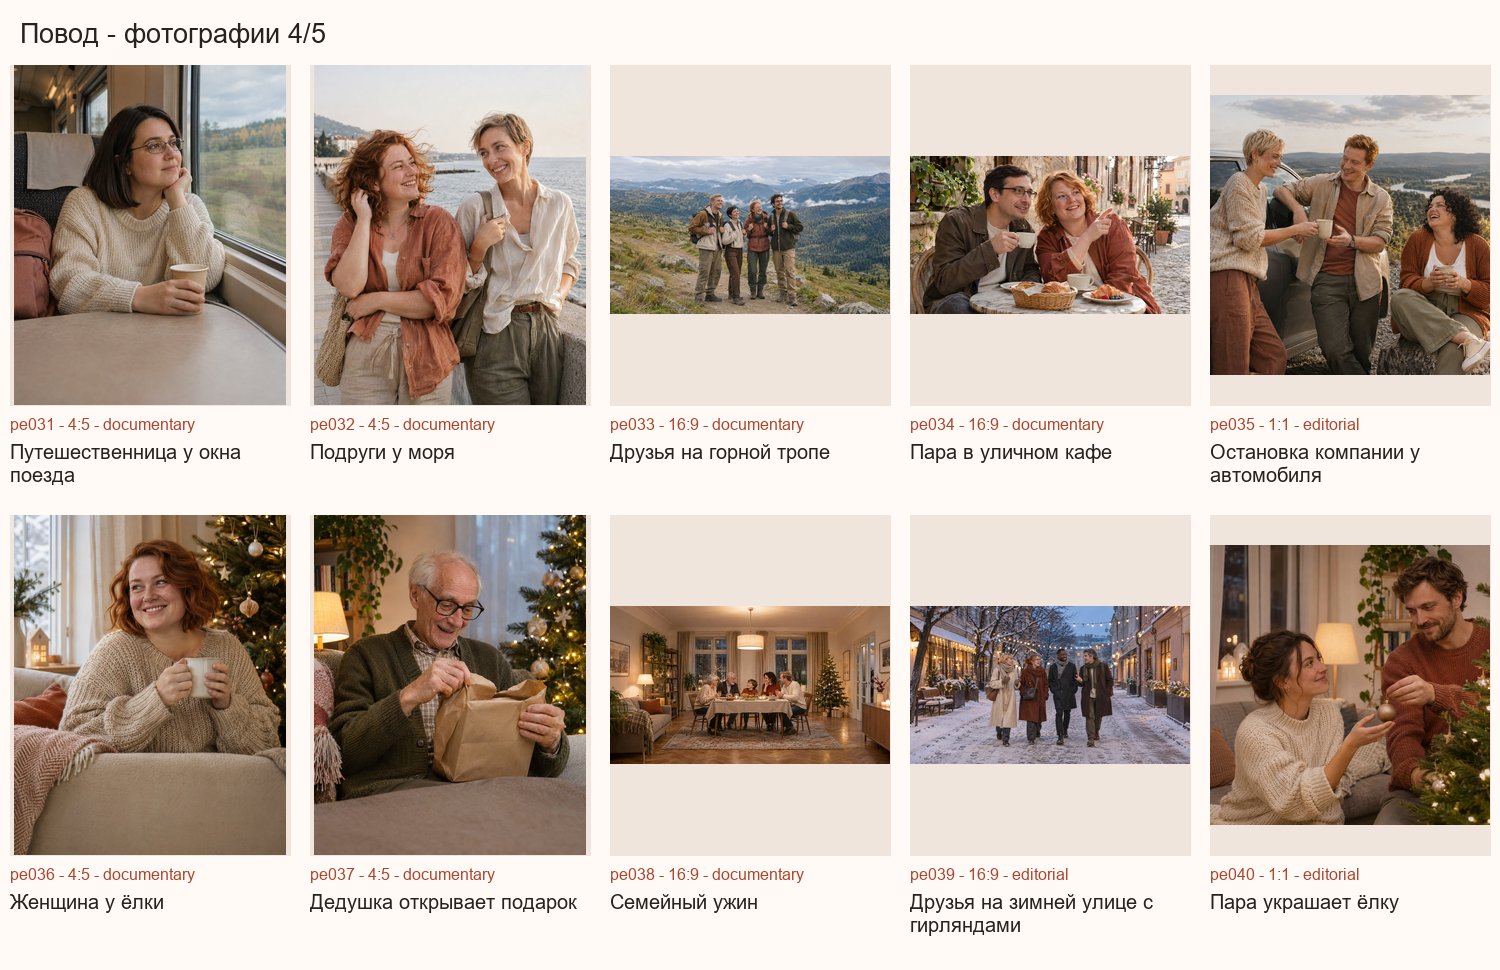 Повод - фотографии 4/5
pe031 - 4:5 - documentary
Путешественница у окна
поезда
pe032 - 4:5 - documentary
Подруги у моря
pe033 - 16:9 - documentary
Друзья на горной тропе
pe034 - 16:9 - documentary
Пара в уличном кафе
pe035 - 1:1 - editorial
Остановка компании у
автомобиля
pe036 - 4:5 - documentary
Женщина у ёлки
pe037 - 4:5 - documentary
Дедушка открывает подарок
pe038 - 16:9 - documentary
Семейный ужин
pe039 - 16:9 - editorial
Друзья на зимней улице с
гирляндами
pe040 - 1:1 - editorial
Пара украшает ёлку